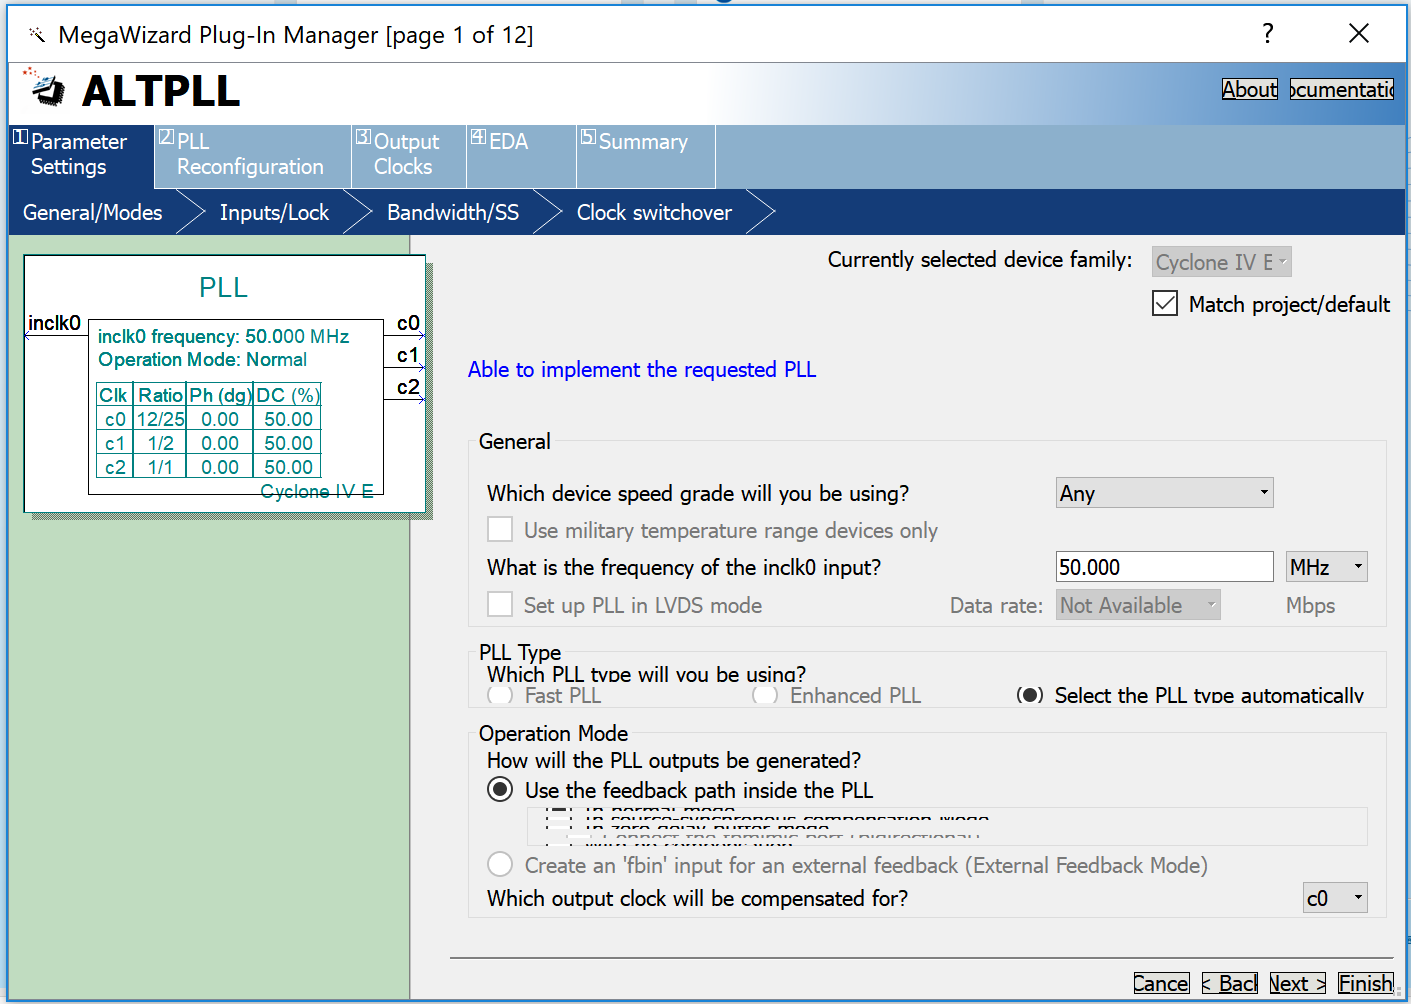 MegaWizard Plug-In Manager [page 1 of 12]
?
ALTPLL
About
1 Parameter Settings
2 PLL Reconfiguration
3 Output Clocks
4 EDA
5 Summary
General/Modes
Inputs/Lock
Bandwidth/SS
Clock switchover
PLL
inclk0
c0
c1
c2
inclk0 frequency: 50.000 MHz
Operation Mode: Normal
Clk Ratio Ph (dg) DC (%)
c0 12/25 0.00 50.00
c1 1/2 0.00 50.00
c2 1/1 0.00 50.00
Cyclone IV E
Currently selected device family: Cyclone IV E
Match project/default
Able to implement the requested PLL
General
Which device speed grade will you be using? Any
Use military temperature range devices only
What is the frequency of the inclk0 input? 50.000 MHz
Set up PLL in LVDS mode Data rate: Not Available Mbps
PLL Type
Which PLL type will you be using?
Fast PLL Enhanced PLL Select the PLL type automatically
Operation Mode
How will the PLL outputs be generated?
Use the feedback path inside the PLL
Create an 'fbin' input for an external feedback (External Feedback Mode)
Which output clock will be compensated for? c0
Cance < Bac Next > Finish